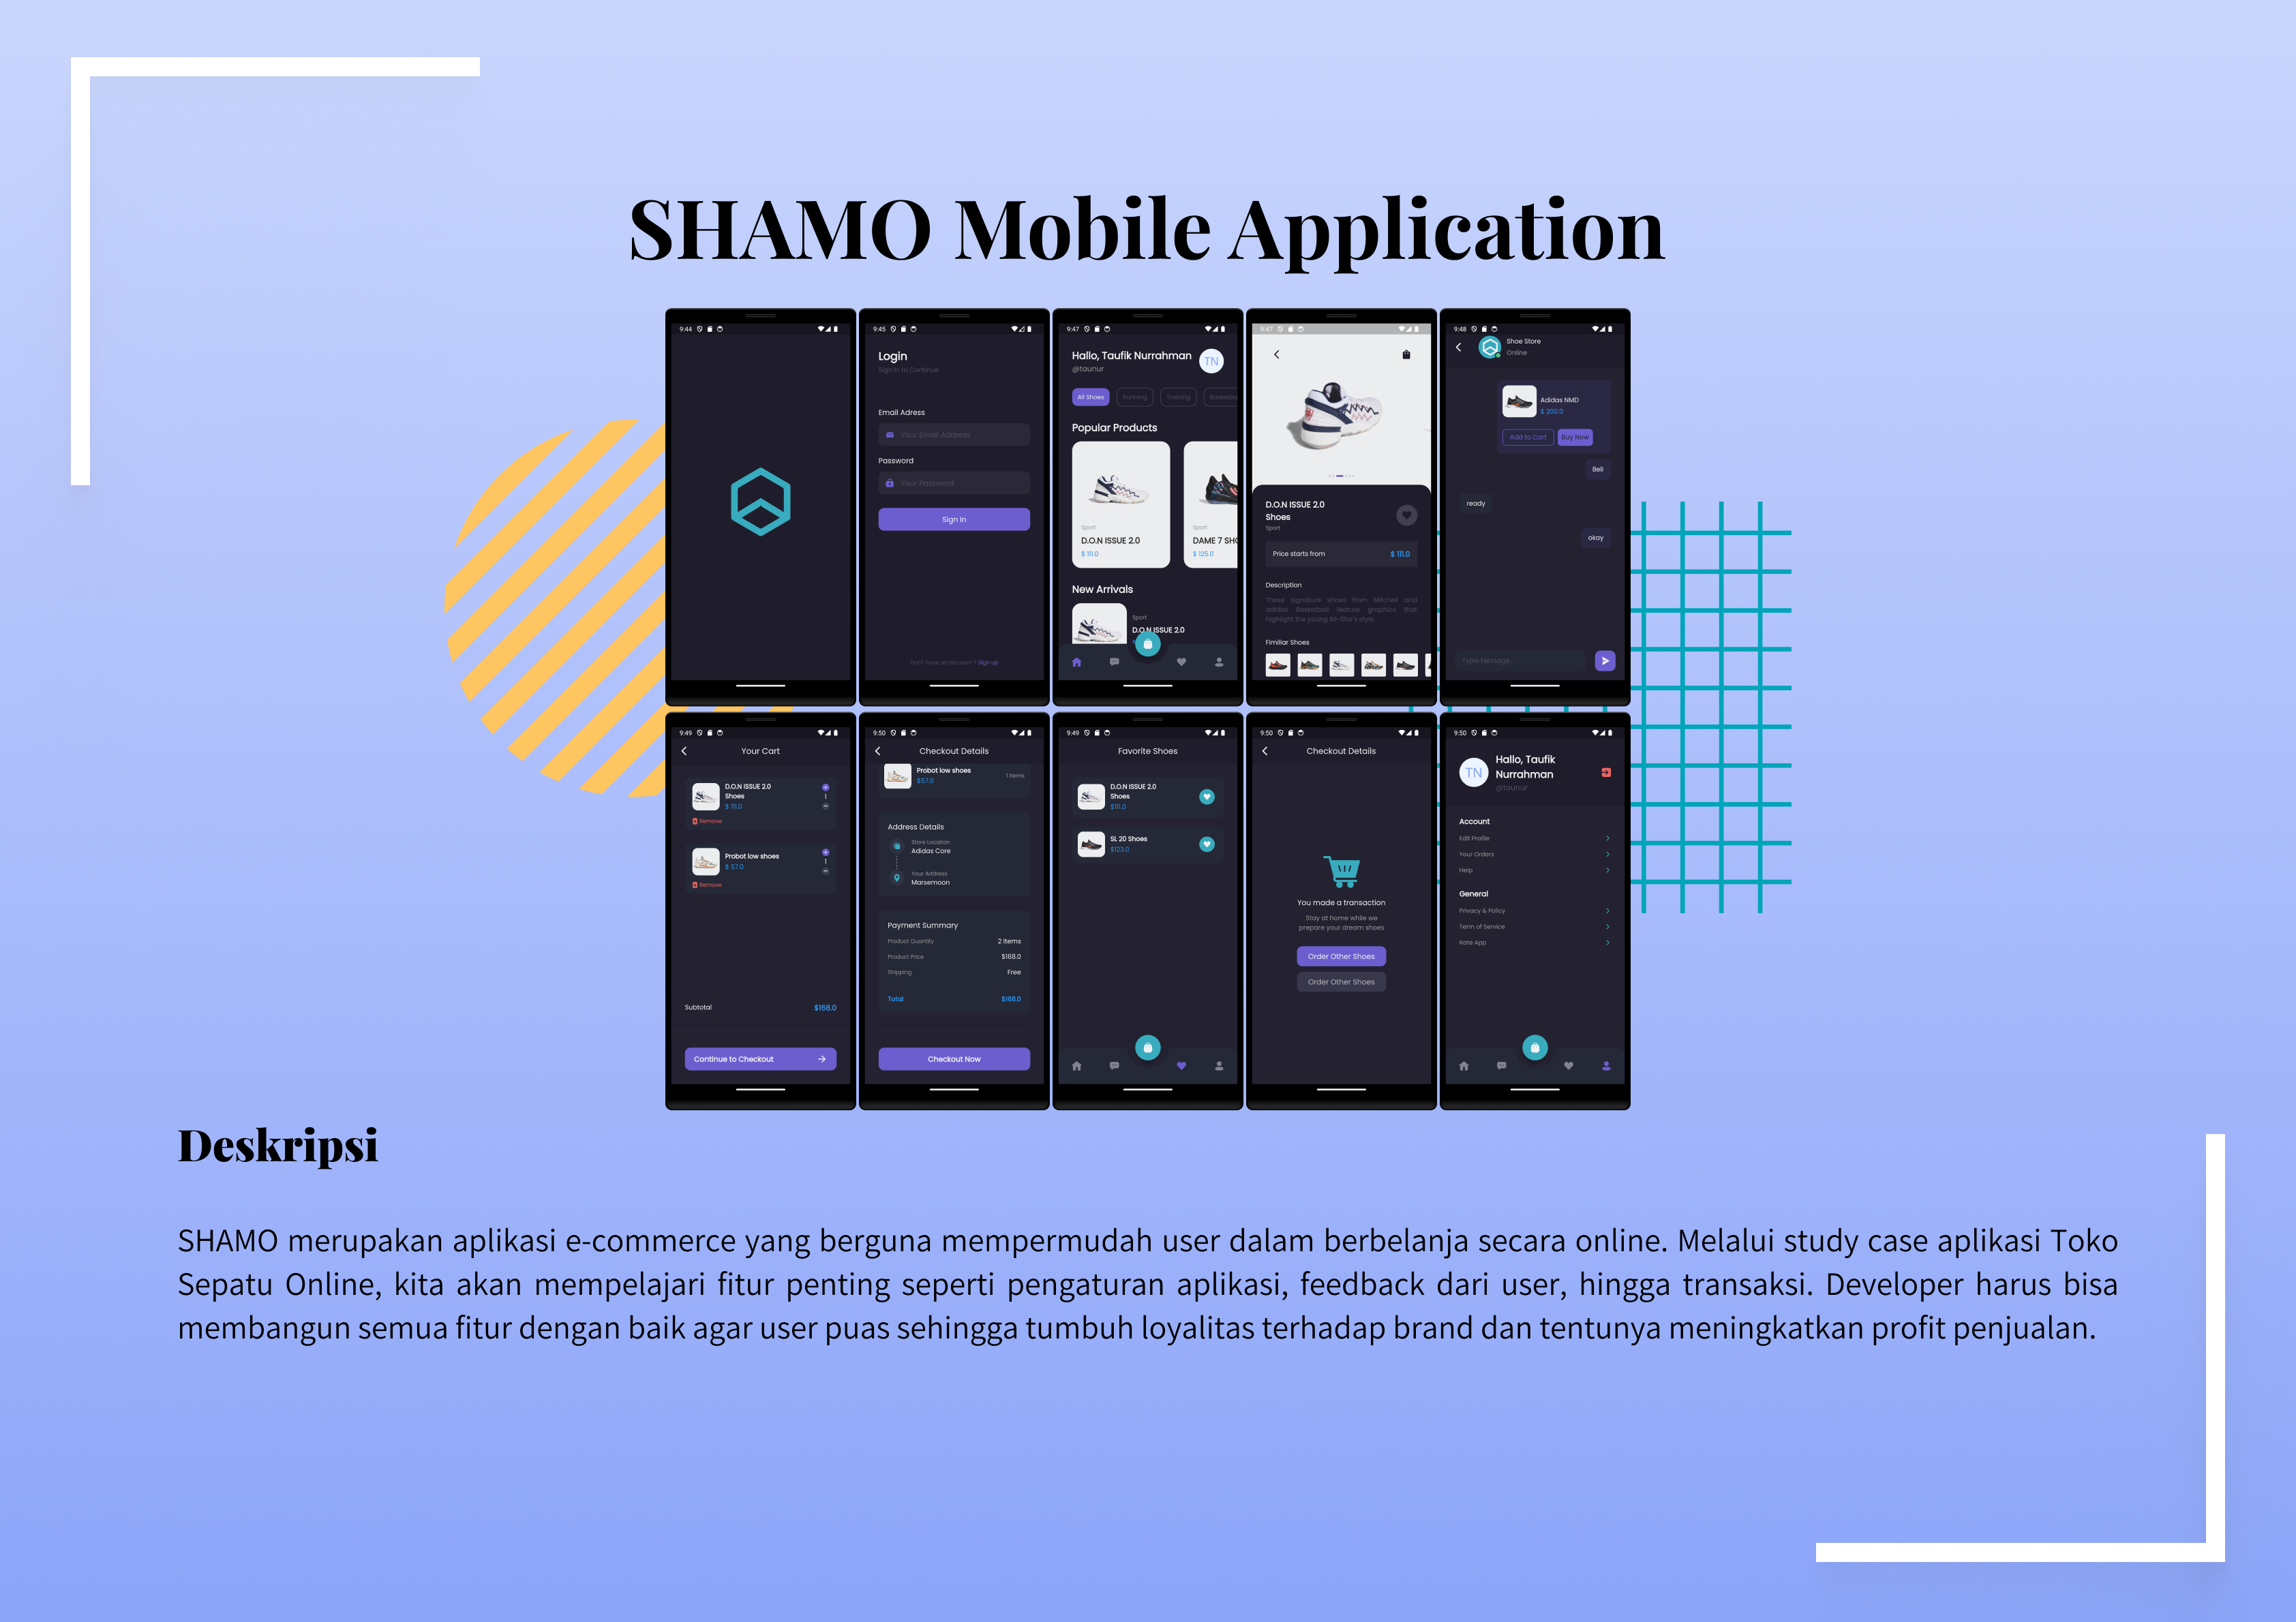 SHAMO Mobile Application
9:44
9:45
Login
Sign In to Continue
Email Adress
Your Email Address
Password
Your Password
Sign In
Don't have an account ? Sign up
9:47
Hallo, Taufik Nurrahman
@taunur
TN
All Shoes
Running
Training
Popular Products
Sport
D.O.N ISSUE 2.0
$ 111.0
Sport
DAME 7 SHO
$ 125.0
New Arrivals
Sport
D.O.N ISSUE 2.0
9:47
D.O.N ISSUE 2.0
Shoes
Sport
Price starts from
$ 111.0
Description
These signature shoes from Mitchell and
adidas Basketball feature graphics that
highlight the young All-Star's style.
Fimiliar Shoes
9:48
Shoe Store
Online
Adidas NMD
$ 200.0
Add to Cart
Buy Now
Beli
ready
okay
Type Message...
9:49
Your Cart
D.O.N ISSUE 2.0
Shoes
$ 111.0
1
Remove
Probot low shoes
$ 57.0
1
Remove
Subtotal
$168.0
Continue to Checkout
9:50
Checkout Details
Probot low shoes
$57.0
1 Items
Address Details
Store Location
Adidas Core
Your Address
Marsemoon
Payment Summary
Product Quantity
2 Items
Product Price
$168.0
Shipping
Free
Total
$168.0
Checkout Now
9:49
Favorite Shoes
D.O.N ISSUE 2.0
Shoes
$111.0
SL 20 Shoes
$123.0
9:50
Checkout Details
You made a transaction
Stay at home while we
prepare your dream shoes
Order Other Shoes
Order Other Shoes
9:50
TN
Hallo, Taufik
Nurrahman
@taunur
Account
Edit Profile
Your Orders
Help
General
Privacy & Policy
Term of Service
Rate App
Deskripsi
SHAMO merupakan aplikasi e-commerce yang berguna mempermudah user dalam berbelanja secara online. Melalui study case aplikasi Toko
Sepatu Online, kita akan mempelajari fitur penting seperti pengaturan aplikasi, feedback dari user, hingga transaksi. Developer harus bisa
membangun semua fitur dengan baik agar user puas sehingga tumbuh loyalitas terhadap brand dan tentunya meningkatkan profit penjualan.